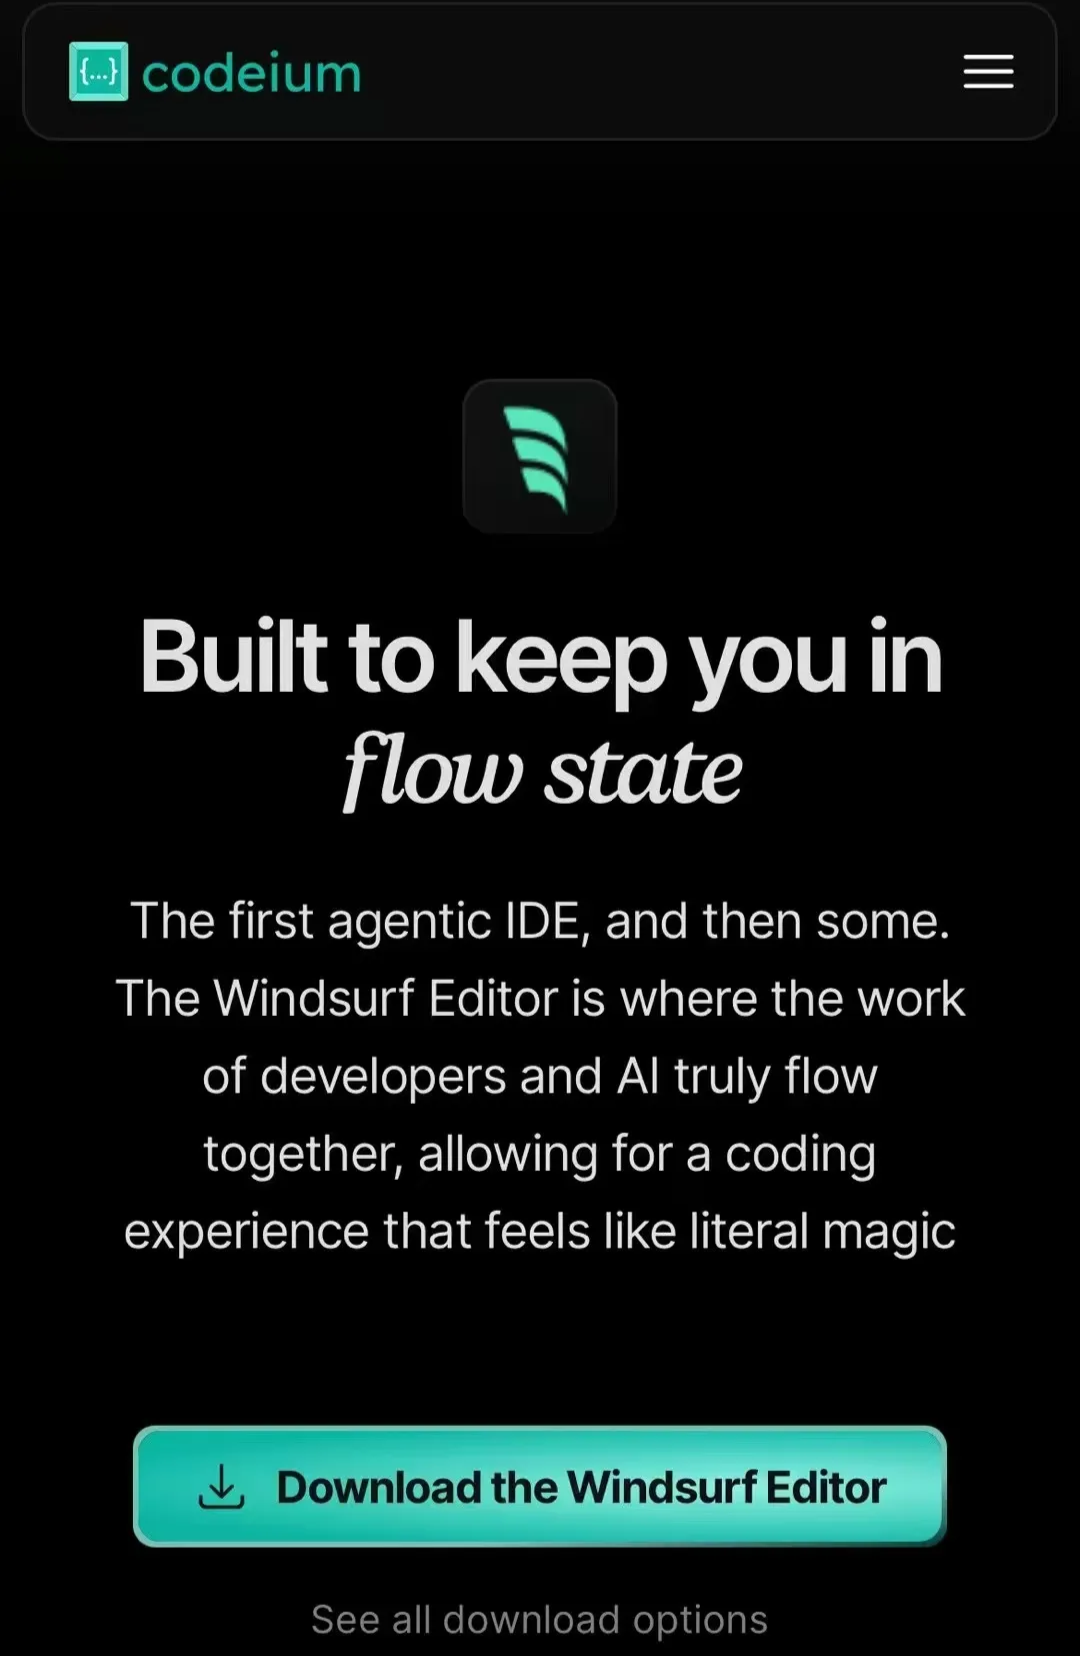 {...} codeium
Built to keep you in
flow state
The first agentic IDE, and then some.
The Windsurf Editor is where the work
of developers and AI truly flow
together, allowing for a coding
experience that feels like literal magic
Download the Windsurf Editor
See all download options